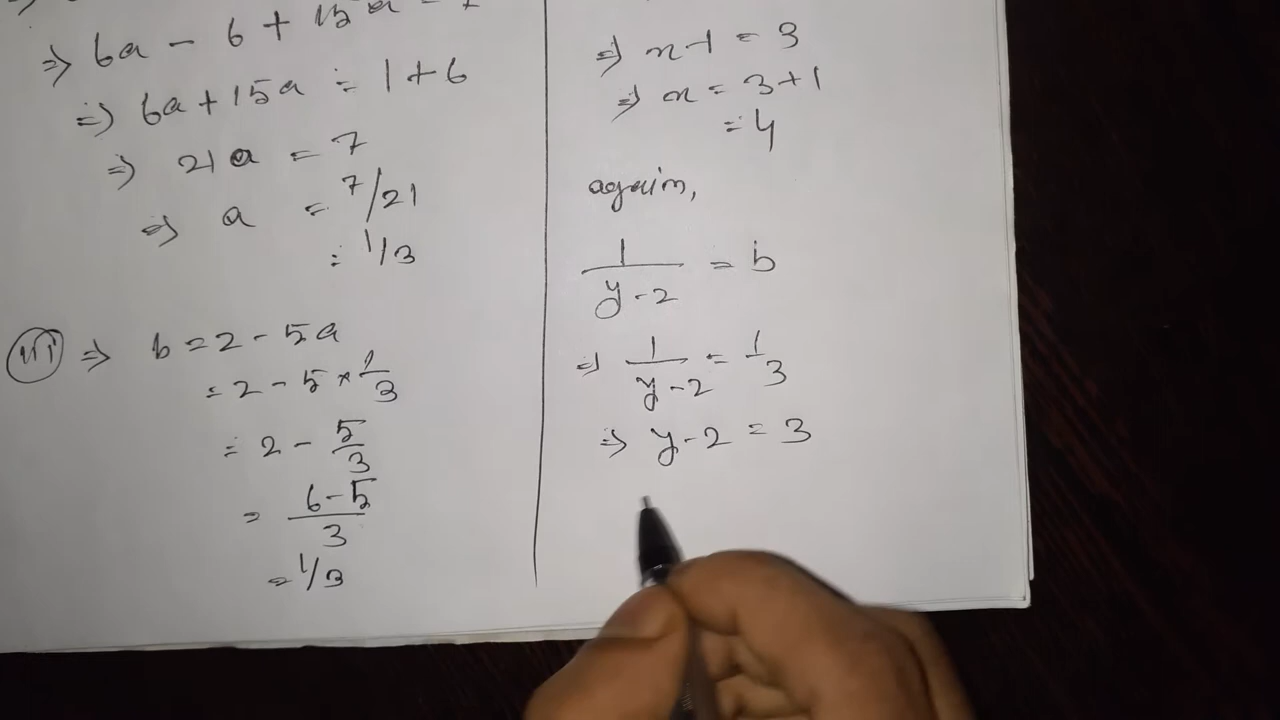 ⇒ 6a - 6 + 15a
⇒ 6a + 15a = 1 + 6
⇒ 21a = 7
⇒ a = 7/21
= 1/3
⇒ b = 2 - 5a
= 2 - 5 × 1/3
= 2 - 5/3
= (6-5)/3
= 1/3
⇒ x-1 = 3
⇒ x = 3+1
= 4
again,
1/(y-2) = b
⇒ 1/(y-2) = 1/3
⇒ y-2 = 3